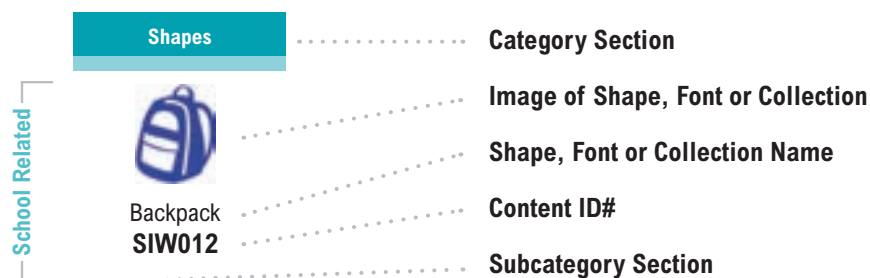 Shapes
Category Section
Image of Shape, Font or Collection
School Related
Shape, Font or Collection Name
Backpack
Content ID#
SIW012
Subcategory Section